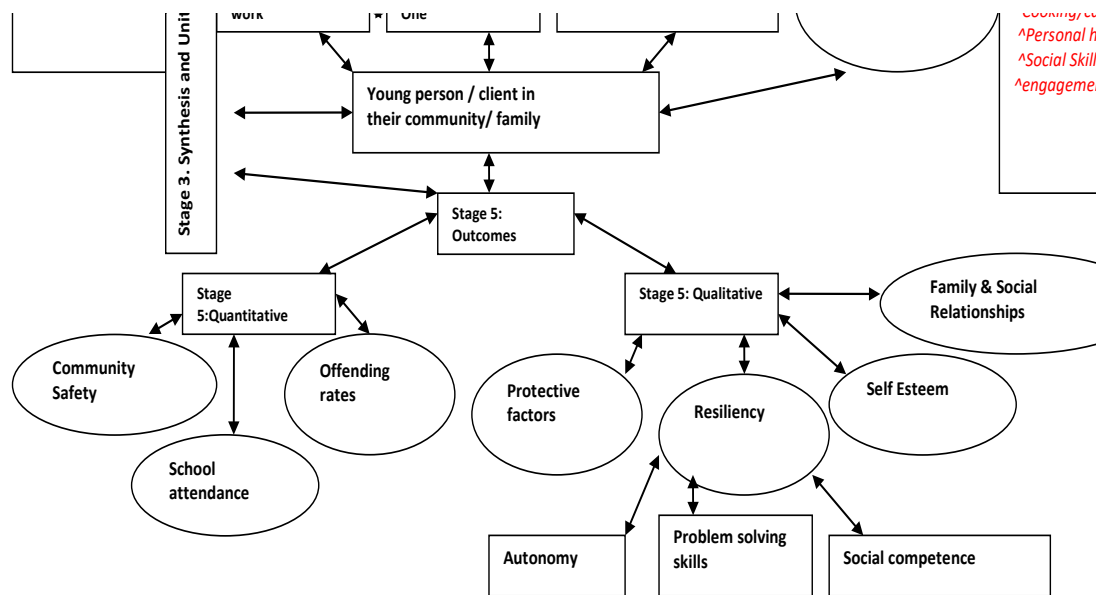 work
One
^Personal h
^Social Skill
^engageme
Stage 3. Synthesis and Unif
Young person / client in
their community/ family
Stage 5:
Outcomes
Stage
5:Quantitative
Stage 5: Qualitative
Family & Social
Relationships
Community
Safety
Offending
rates
Protective
factors
Resiliency
Self Esteem
School
attendance
Autonomy
Problem solving
skills
Social competence